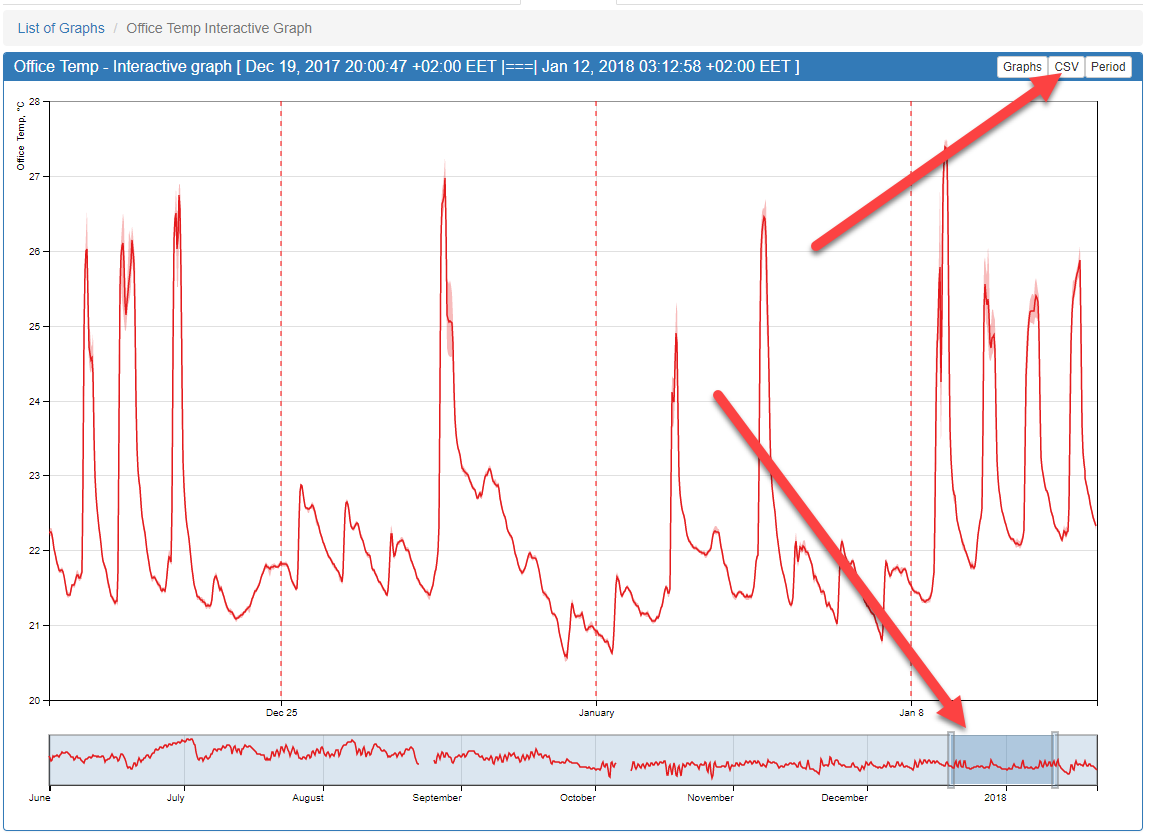 List of Graphs / Office Temp Interactive Graph
Office Temp - Interactive graph [ Dec 19, 2017 20:00:47 +02:00 EET |===| Jan 12, 2018 03:12:58 +02:00 EET ] Graphs CSV Period
Office Temp, °C
28
27
26
25
24
23
22
21
20
Dec 25 January Jan 8
June July August September October November December 2018